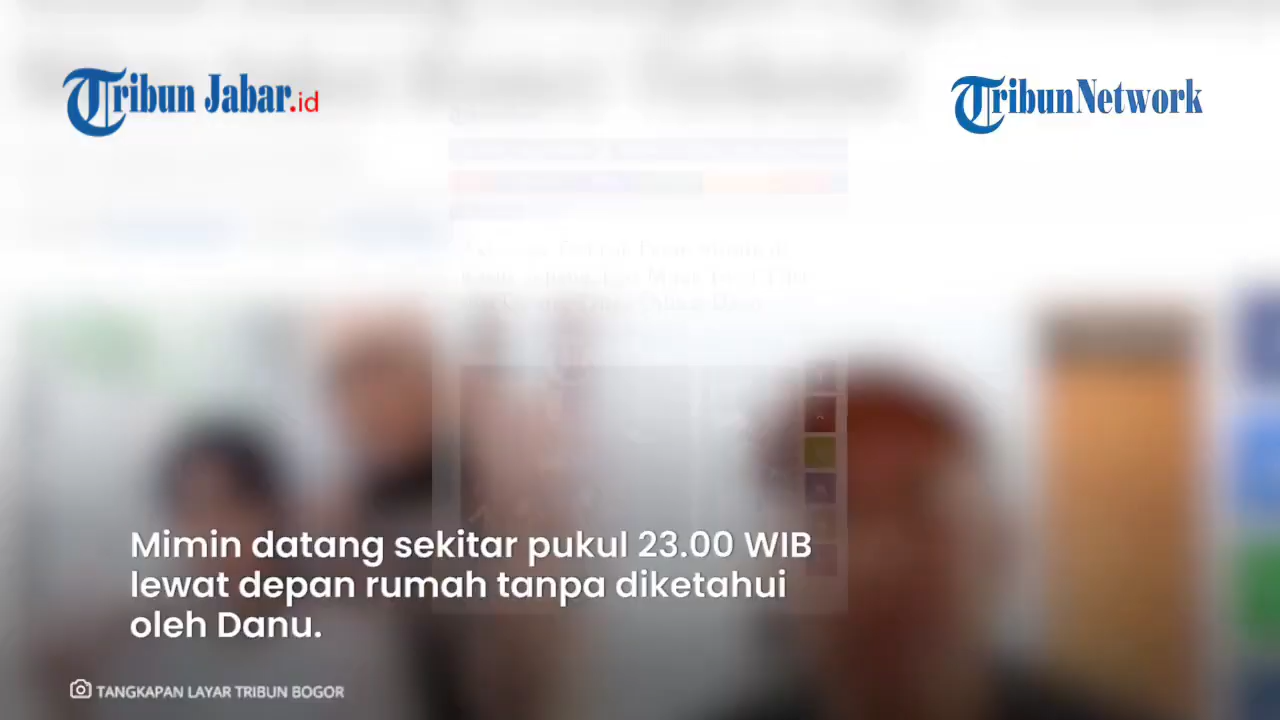 Tribun Jabar.id
TribunNetwork
Mimin datang sekitar pukul 23.00 WIB
lewat depan rumah tanpa diketahui
oleh Danu.
TANGKAPAN LAYAR TRIBUN BOGOR